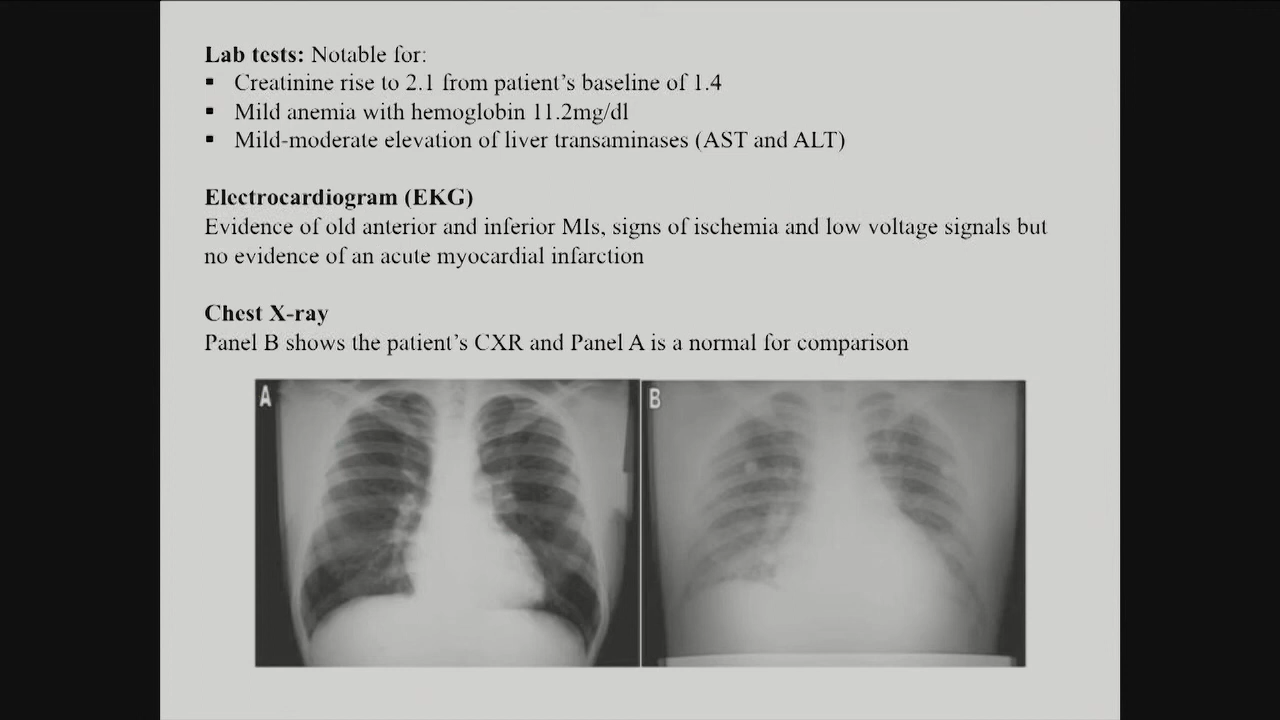 Lab tests: Notable for:
▪ Creatinine rise to 2.1 from patient's baseline of 1.4
▪ Mild anemia with hemoglobin 11.2mg/dl
▪ Mild-moderate elevation of liver transaminases (AST and ALT)
Electrocardiogram (EKG)
Evidence of old anterior and inferior MIs, signs of ischemia and low voltage signals but
no evidence of an acute myocardial infarction
Chest X-ray
Panel B shows the patient's CXR and Panel A is a normal for comparison
A B